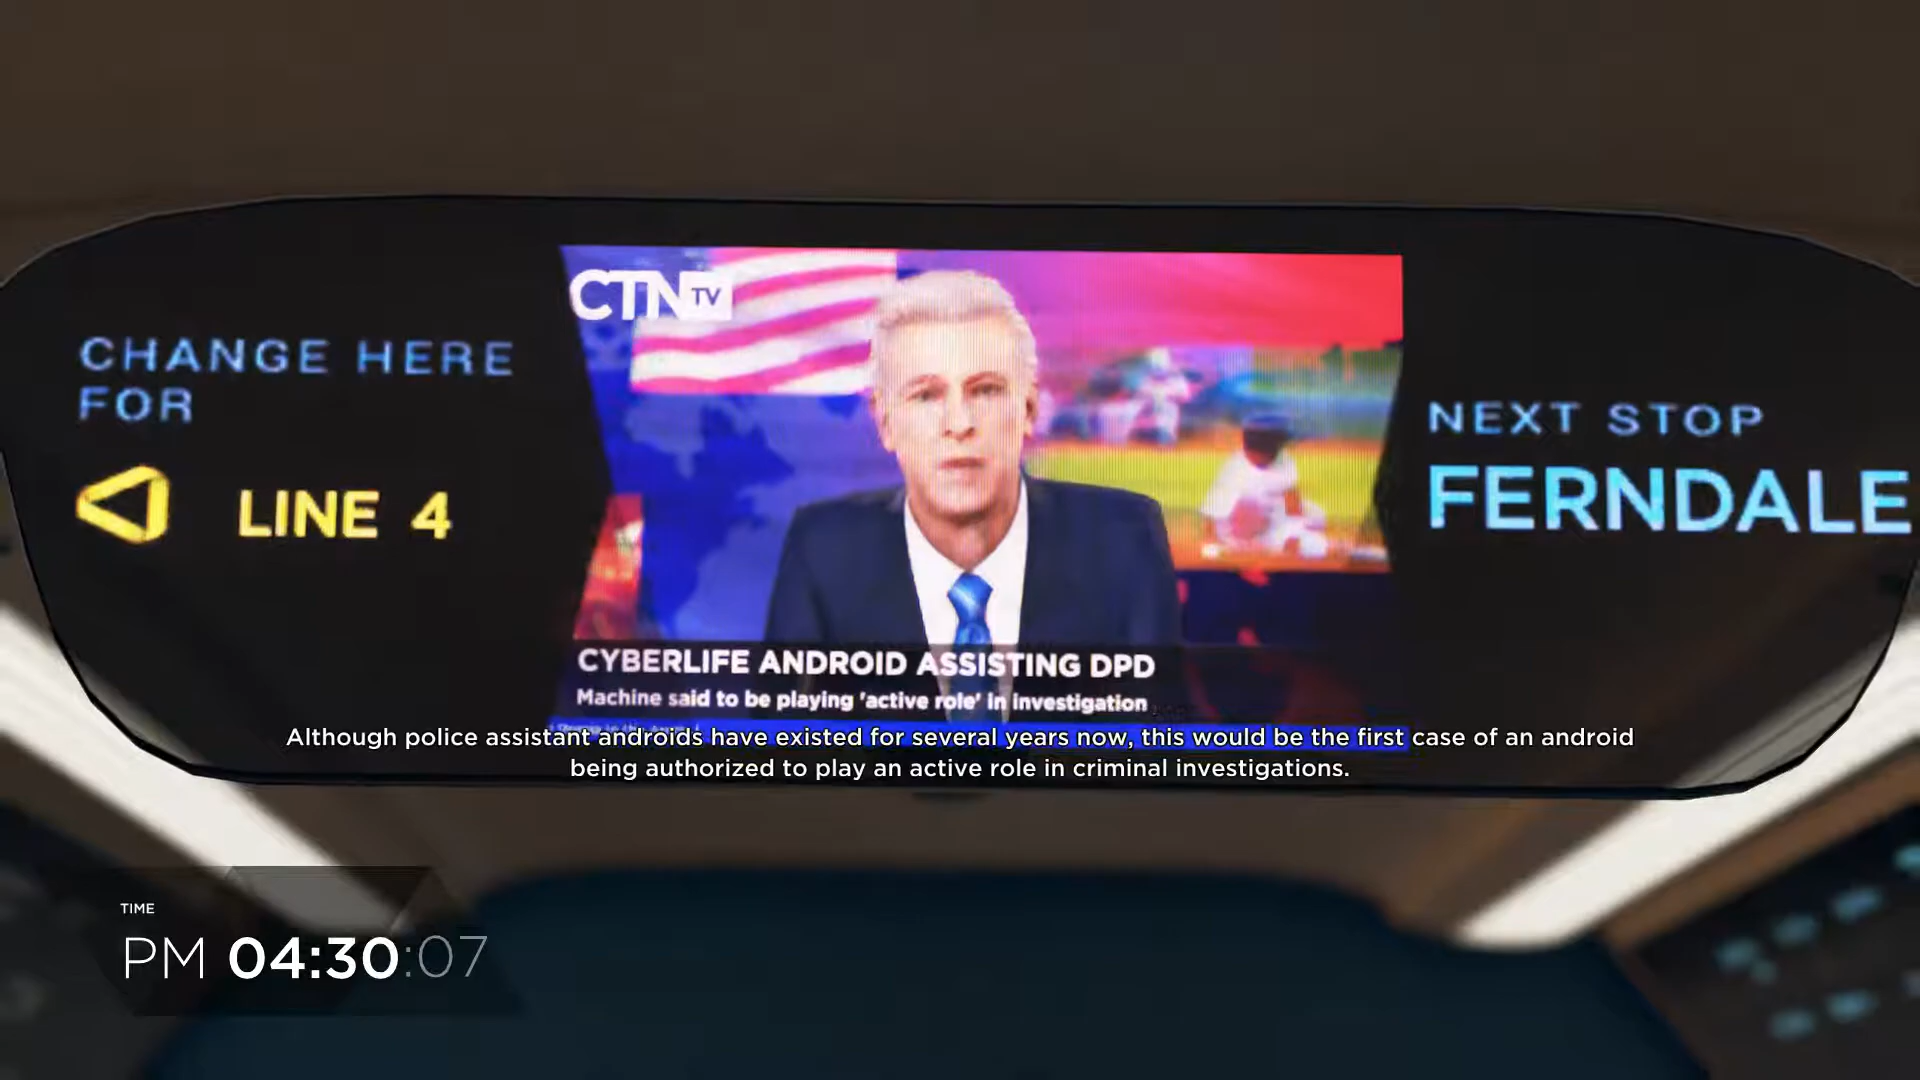 CTN TV
CHANGE HERE
FOR
LINE 4
NEXT STOP
FERNDALE
CYBERLIFE ANDROID ASSISTING DPD
Machine said to be playing 'active role' in investigation
Although police assistant androids have existed for several years now, this would be the first case of an android
being authorized to play an active role in criminal investigations.
TIME
PM 04:30:07